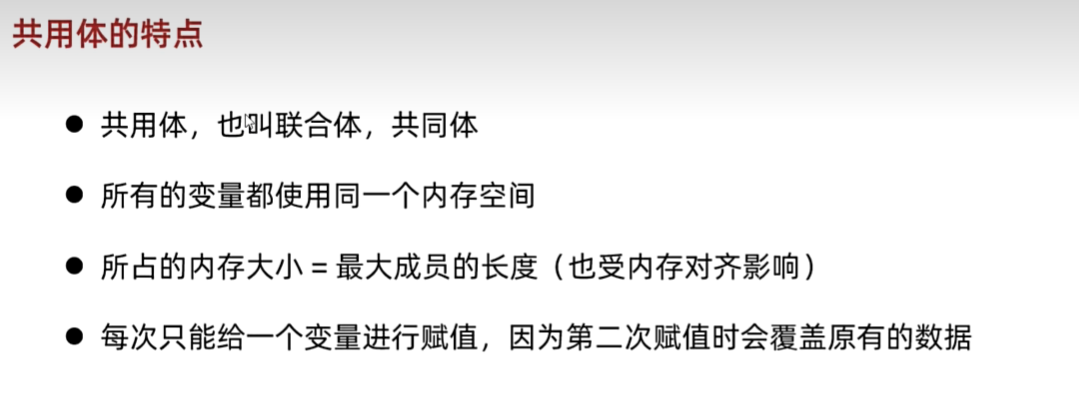 共用体的特点
● 共用体，也叫联合体，共同体
● 所有的变量都使用同一个内存空间
● 所占的内存大小 = 最大成员的长度（也受内存对齐影响）
● 每次只能给一个变量进行赋值，因为第二次赋值时会覆盖原有的数据